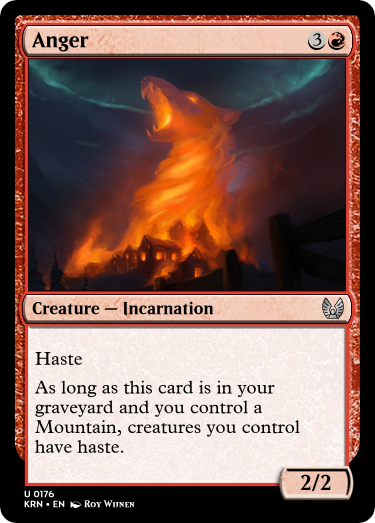 Anger 3
Creature — Incarnation
Haste
As long as this card is in your
graveyard and you control a
Mountain, creatures you control
have haste.
2/2
U 0176
KRN • EN Roy Wijnen